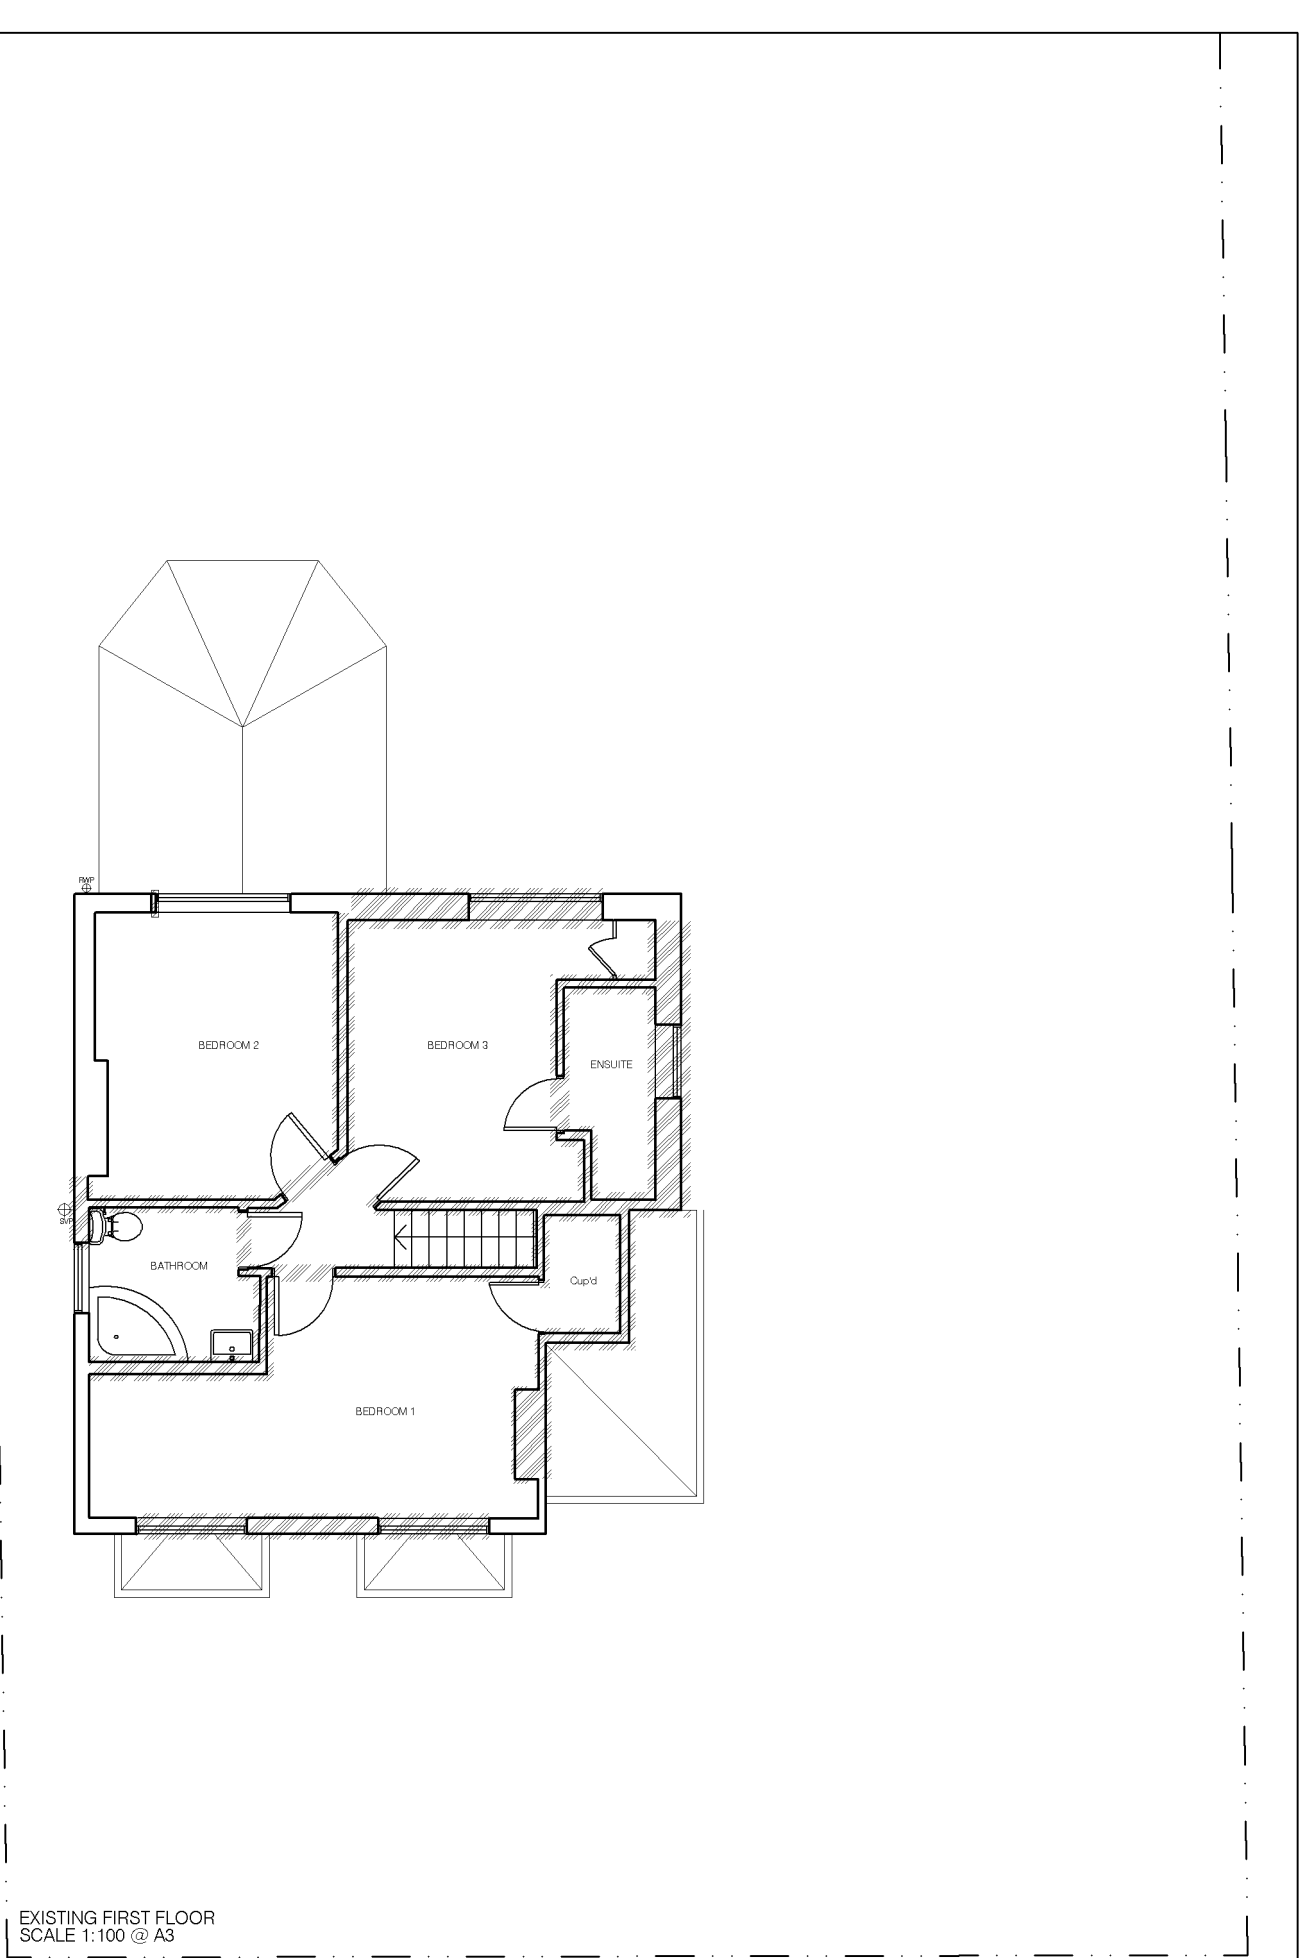 RWP
BEDROOM 2
BEDROOM 3
ENSUITE
SVP
BATHROOM
Cup'd
BEDROOM 1
EXISTING FIRST FLOOR
SCALE 1:100 @ A3